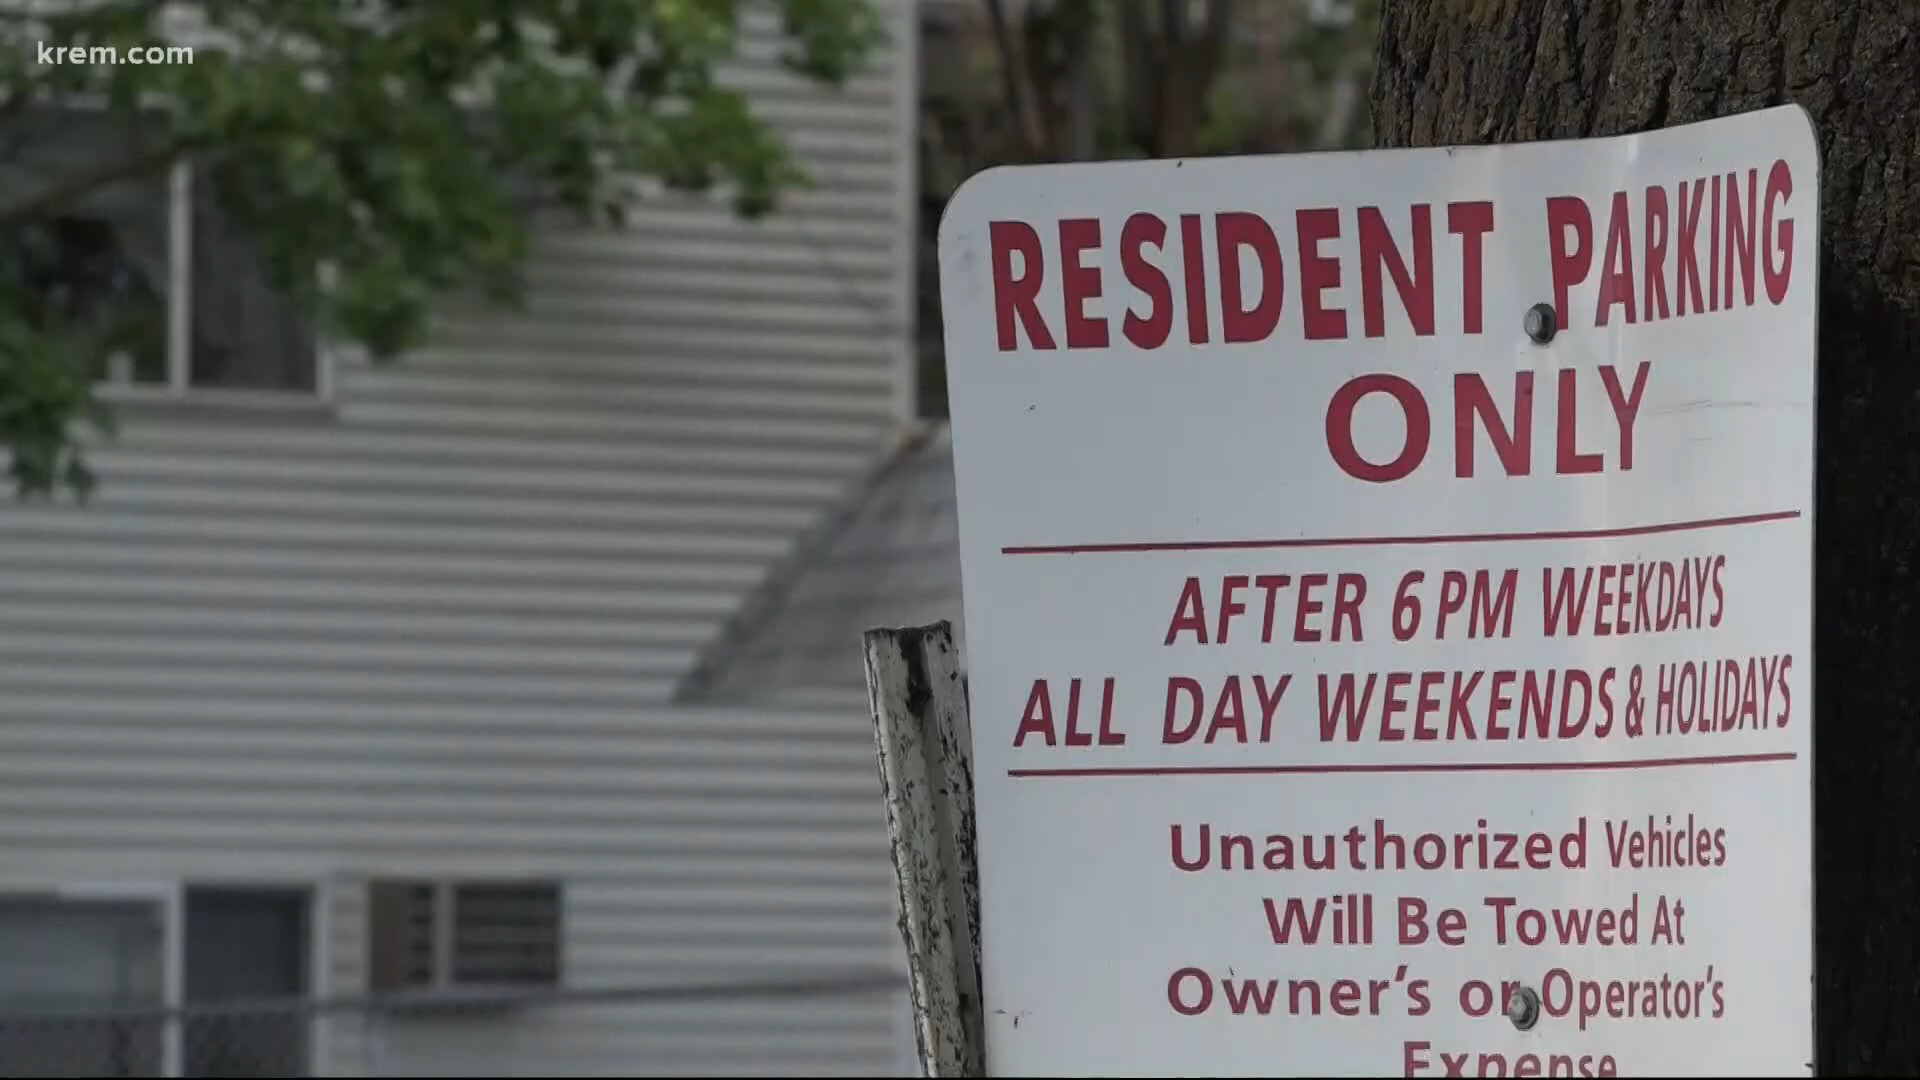 krem.com
RESIDENT PARKING
ONLY
AFTER 6 PM WEEKDAYS
ALL DAY WEEKENDS & HOLIDAYS
Unauthorized Vehicles
Will Be Towed At
Owner's or Operator's
Expense